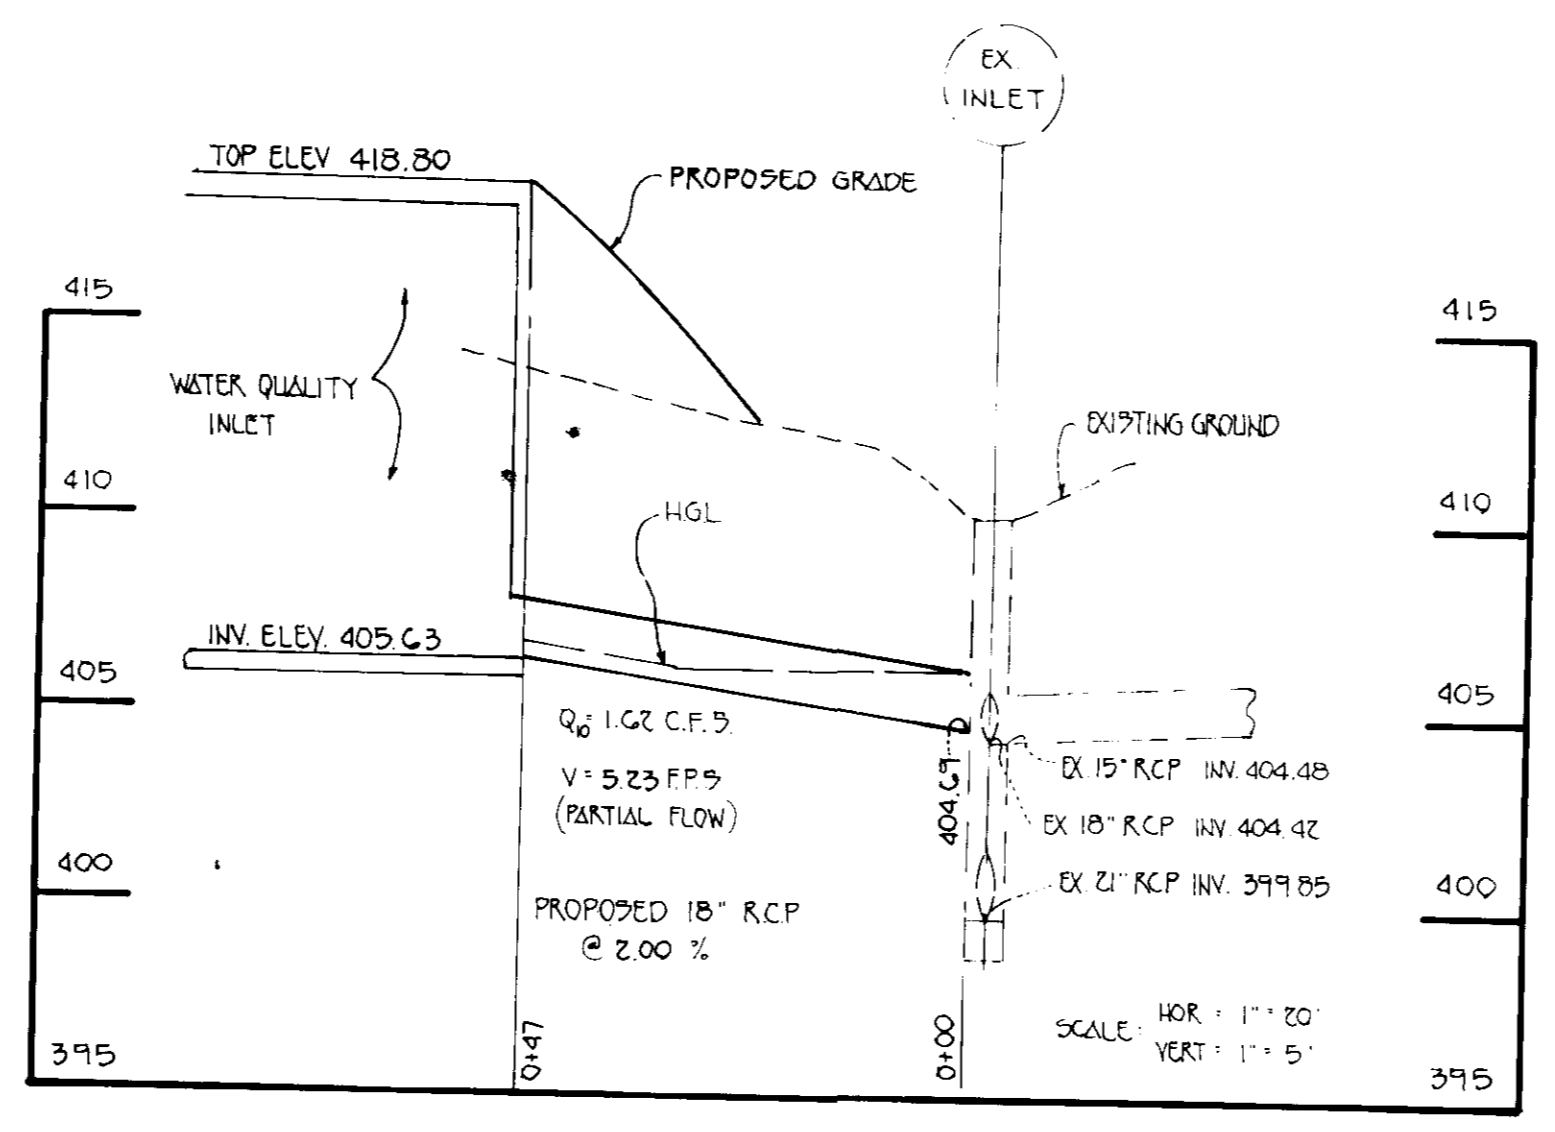 EX.
INLET
TOP ELEV 418.80
PROPOSED GRADE
415
415
WATER QUALITY
INLET
EXISTING GROUND
410
410
H.G.L.
INV. ELEV. 405.63
405
405
Q10 = 1.62 C.F.S.
V = 5.23 F.P.S
(PARTIAL FLOW)
404.69
EX. 15" RCP INV. 404.48
EX 18" RCP INV. 404.42
EX. 21" RCP INV. 399.85
400
400
PROPOSED 18" R.C.P
@ 2.00 %
0+47
0+00
SCALE: HOR = 1" = 20'
VERT = 1" = 5'
395
395